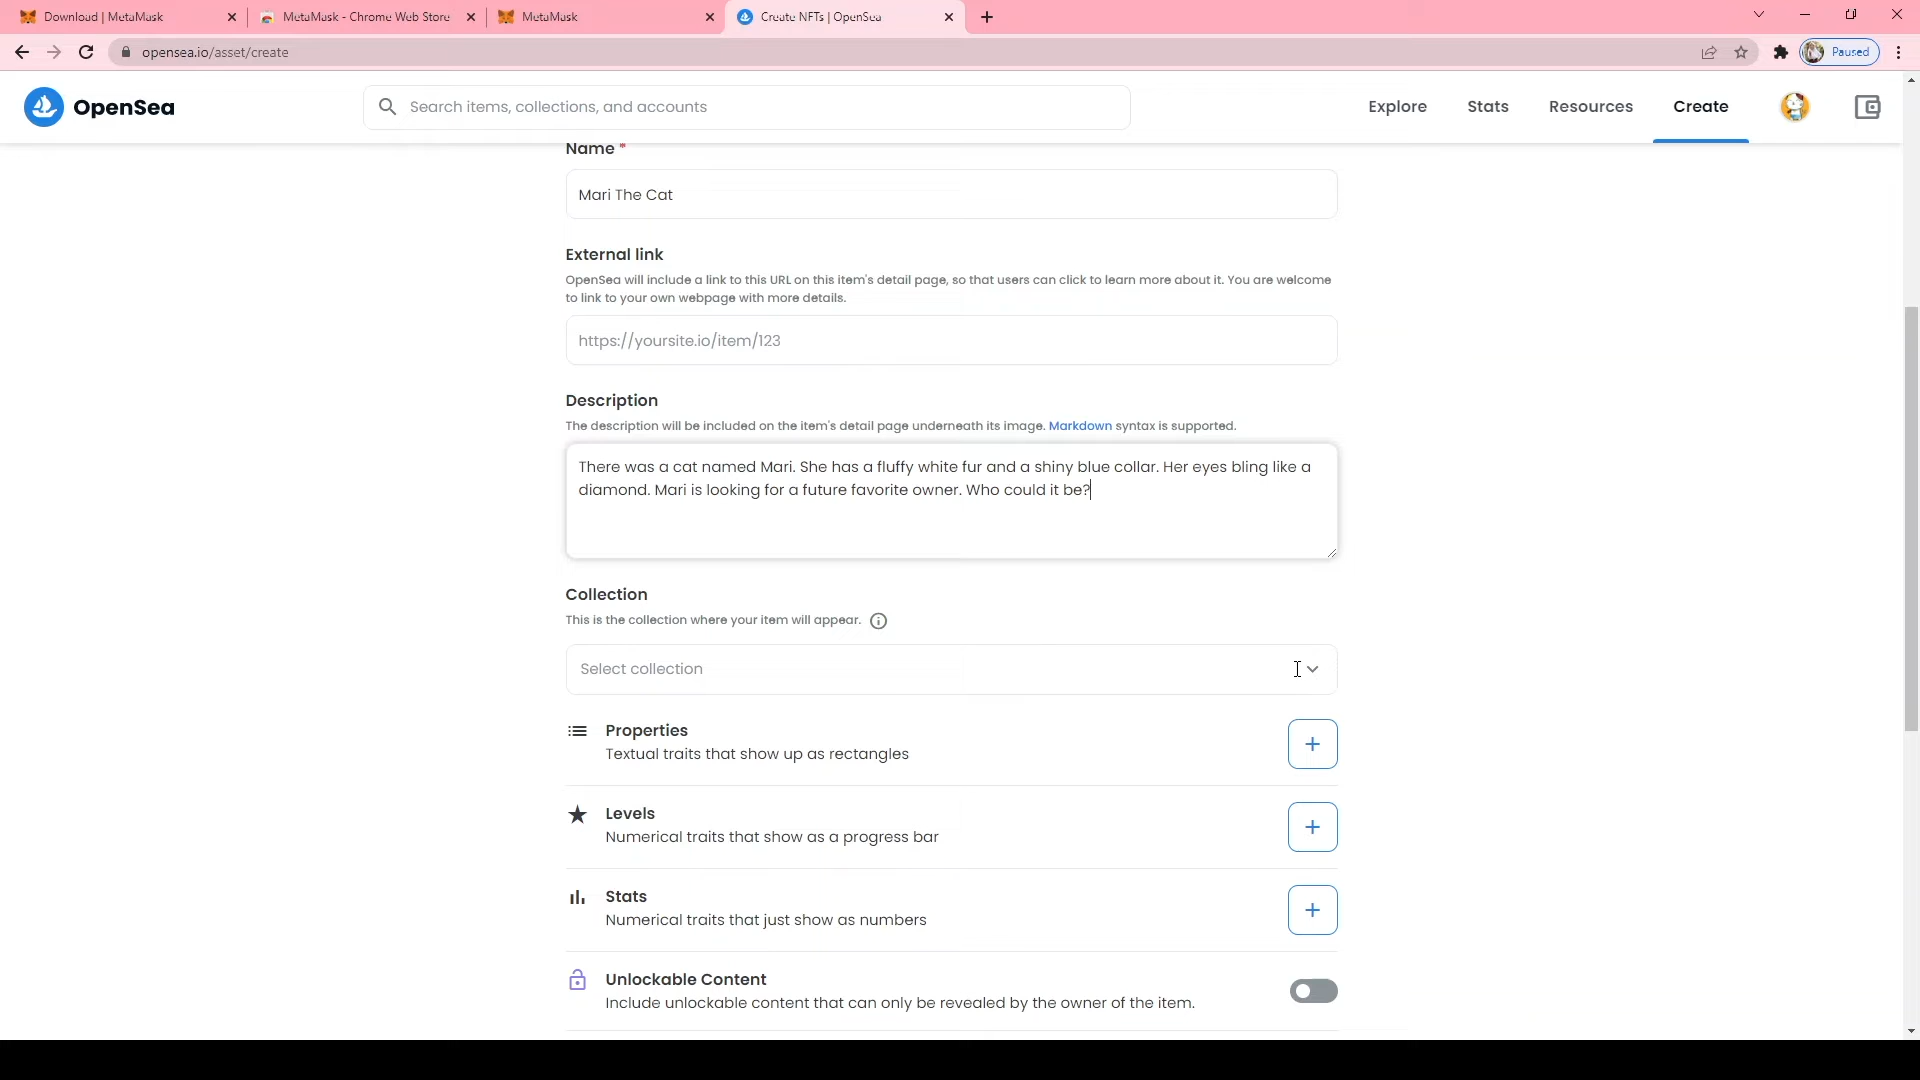 Download | MetaMask
MetaMask - Chrome Web Store
MetaMask
Create NFTs | OpenSea
opensea.io/asset/create
Paused
OpenSea
Search items, collections, and accounts
Explore
Stats
Resources
Create
Name *
Mari The Cat
External link
OpenSea will include a link to this URL on this item's detail page, so that users can click to learn more about it. You are welcome
to link to your own webpage with more details.
https://yoursite.io/item/123
Description
The description will be included on the item's detail page underneath its image. Markdown syntax is supported.
There was a cat named Mari. She has a fluffy white fur and a shiny blue collar. Her eyes bling like a
diamond. Mari is looking for a future favorite owner. Who could it be?
Collection
This is the collection where your item will appear.
Select collection
Properties
Textual traits that show up as rectangles
Levels
Numerical traits that show as a progress bar
Stats
Numerical traits that just show as numbers
Unlockable Content
Include unlockable content that can only be revealed by the owner of the item.